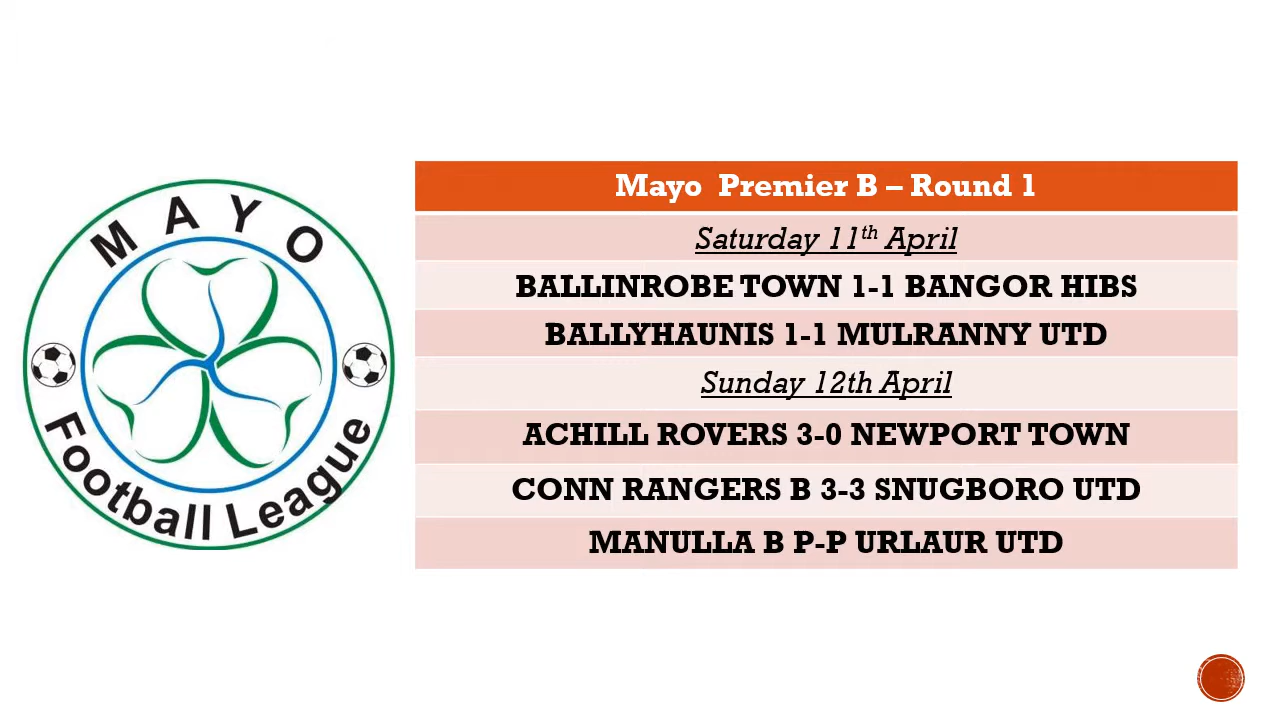 MAYO
Football League
Mayo Premier B – Round 1
Saturday 11th April
BALLINROBE TOWN 1-1 BANGOR HIBS
BALLYHAUNIS 1-1 MULRANNY UTD
Sunday 12th April
ACHILL ROVERS 3-0 NEWPORT TOWN
CONN RANGERS B 3-3 SNUGBORO UTD
MANULLA B P-P URLAUR UTD